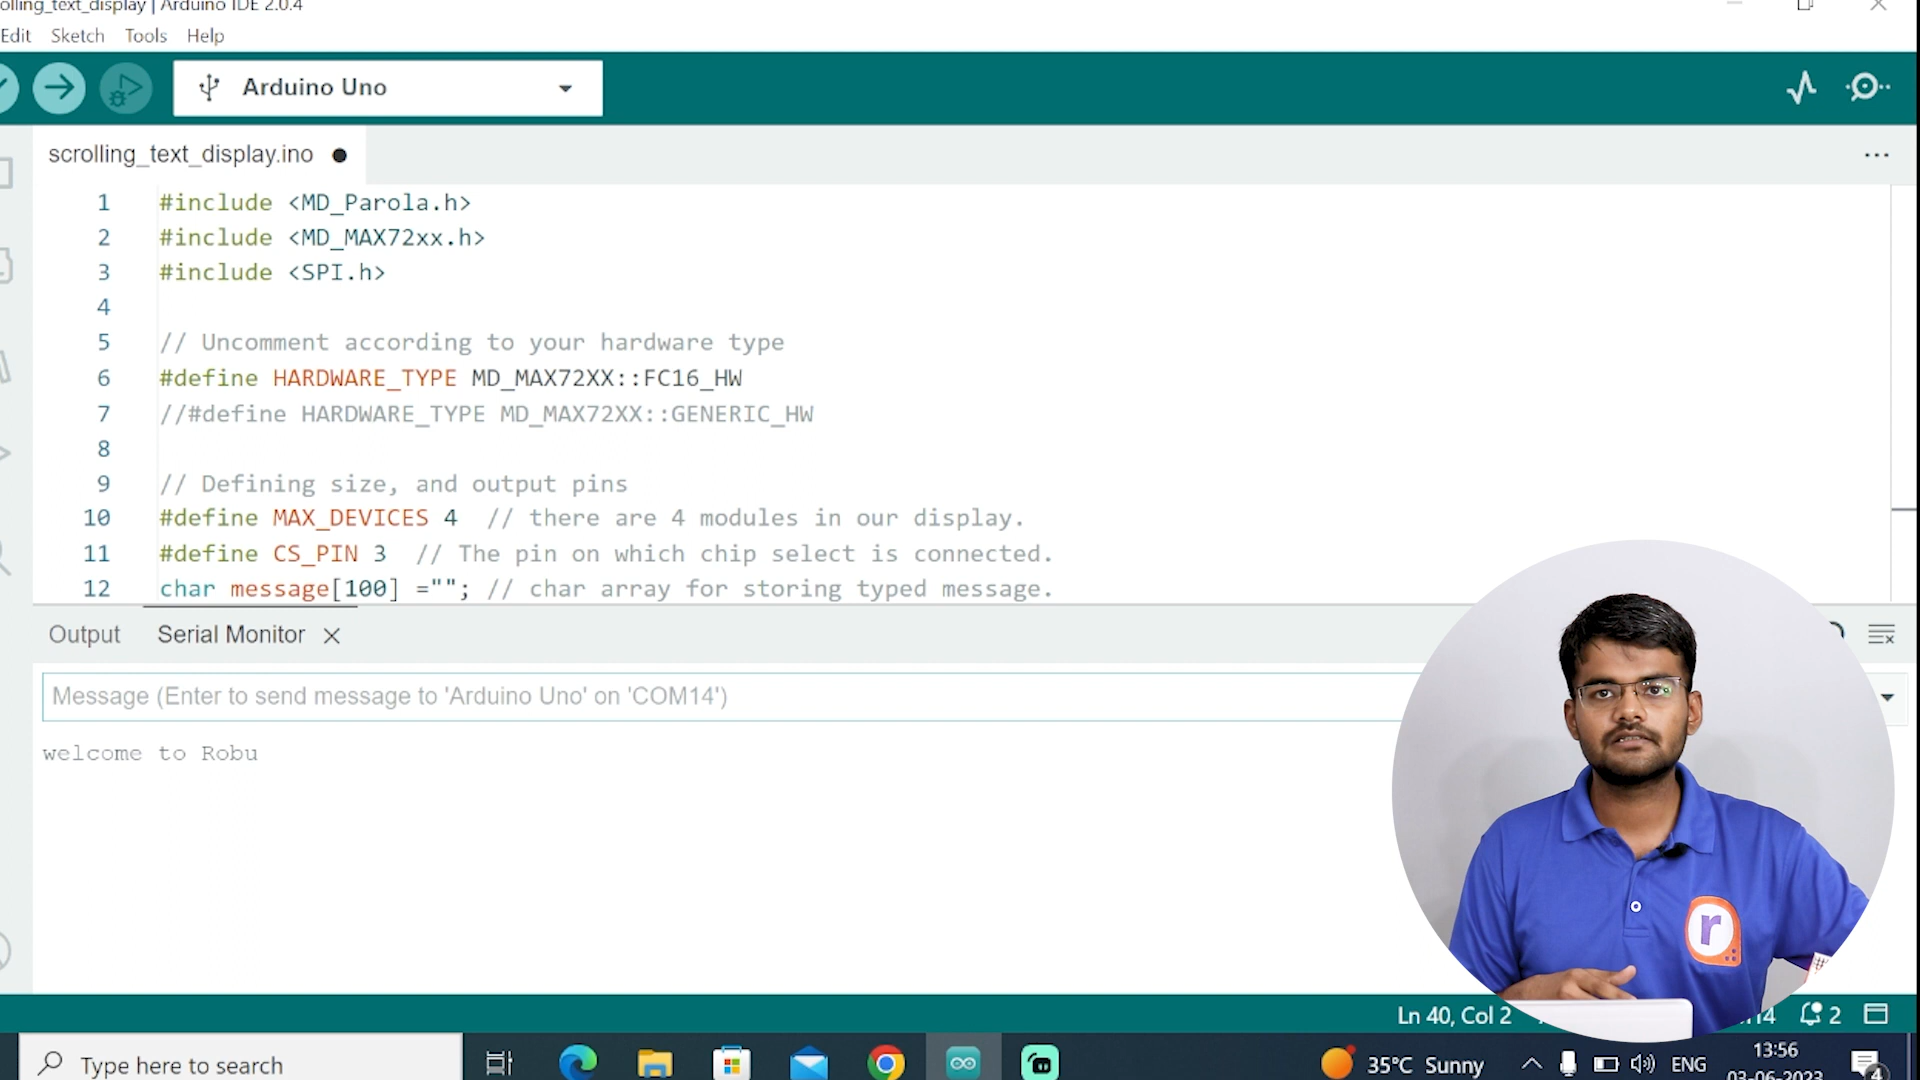 olling_text_display | Arduino IDE 2.0.4
Edit Sketch Tools Help
Arduino Uno
scrolling_text_display.ino
1 #include <MD_Parola.h>
2 #include <MD_MAX72xx.h>
3 #include <SPI.h>
4
5 // Uncomment according to your hardware type
6 #define HARDWARE_TYPE MD_MAX72XX::FC16_HW
7 //#define HARDWARE_TYPE MD_MAX72XX::GENERIC_HW
8
9 // Defining size, and output pins
10 #define MAX_DEVICES 4 // there are 4 modules in our display.
11 #define CS_PIN 3 // The pin on which chip select is connected.
12 char message[100] =""; // char array for storing typed message.
Output Serial Monitor
Message (Enter to send message to 'Arduino Uno' on 'COM14')
welcome to Robu
r
Ln 40, Col 2 14 2
Type here to search
35°C Sunny ENG 13:56
03-06-2023 4